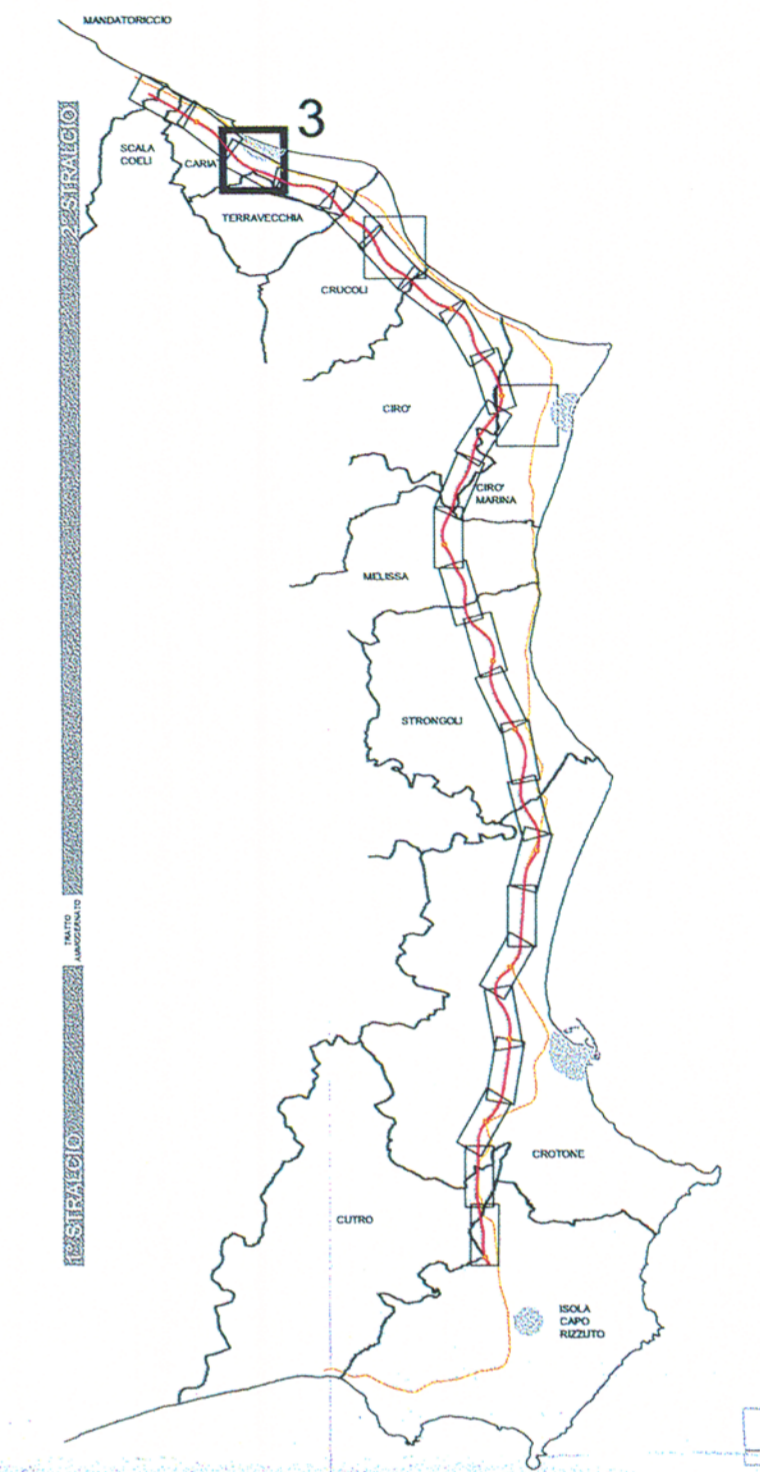 MANDATORICCIO
3
2° STRALCIO
SCALA
COELI
CARIA
TERRAVECCHIA
CRUCOLI
CIRO'
CIRO'
MARINA
MELISSA
STRONGOLI
TRATTO
AMMODERNATO
1° STRALCIO
CROTONE
CUTRO
ISOLA
CAPO
RIZZUTO